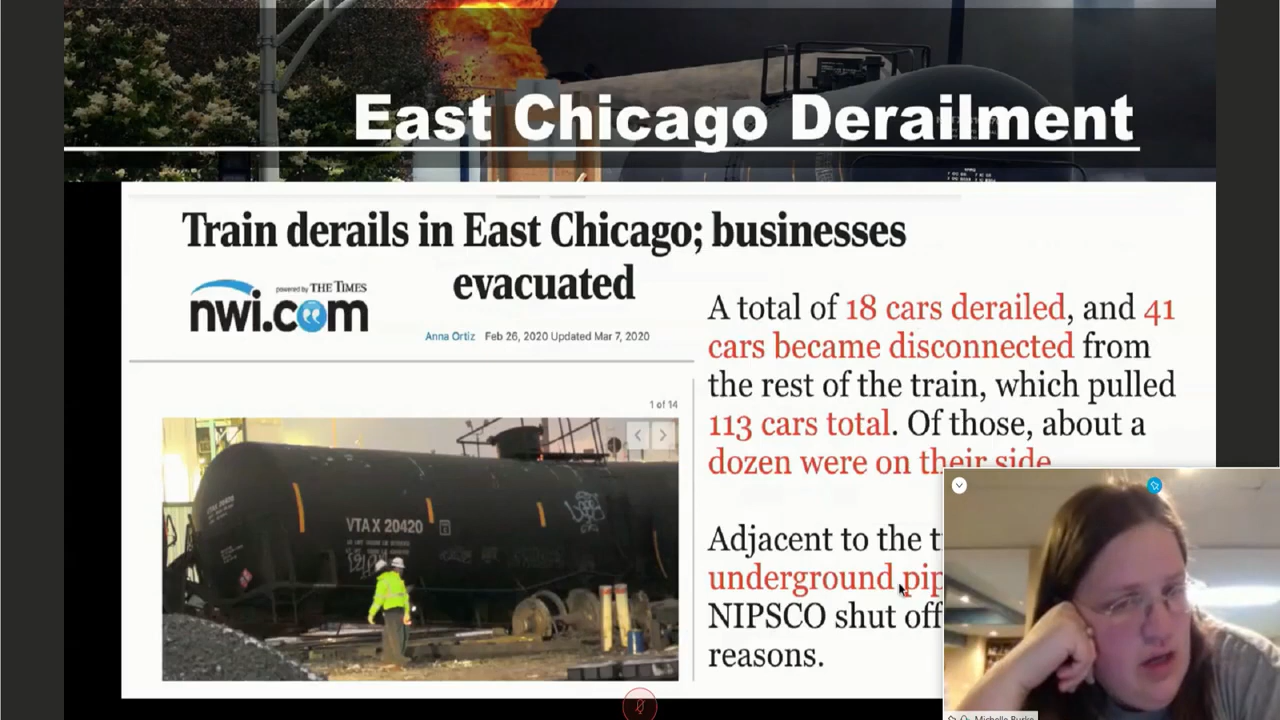 East Chicago Derailment
Train derails in East Chicago; businesses
evacuated
powered by THE TIMES
nwi.com
Anna Ortiz Feb 26, 2020 Updated Mar 7, 2020
1 of 14
VTAX 20420
A total of 18 cars derailed, and 41
cars became disconnected from
the rest of the train, which pulled
113 cars total. Of those, about a
dozen were on their side
Adjacent to the
underground
NIPSCO shut off
reasons.
Michelle Burke